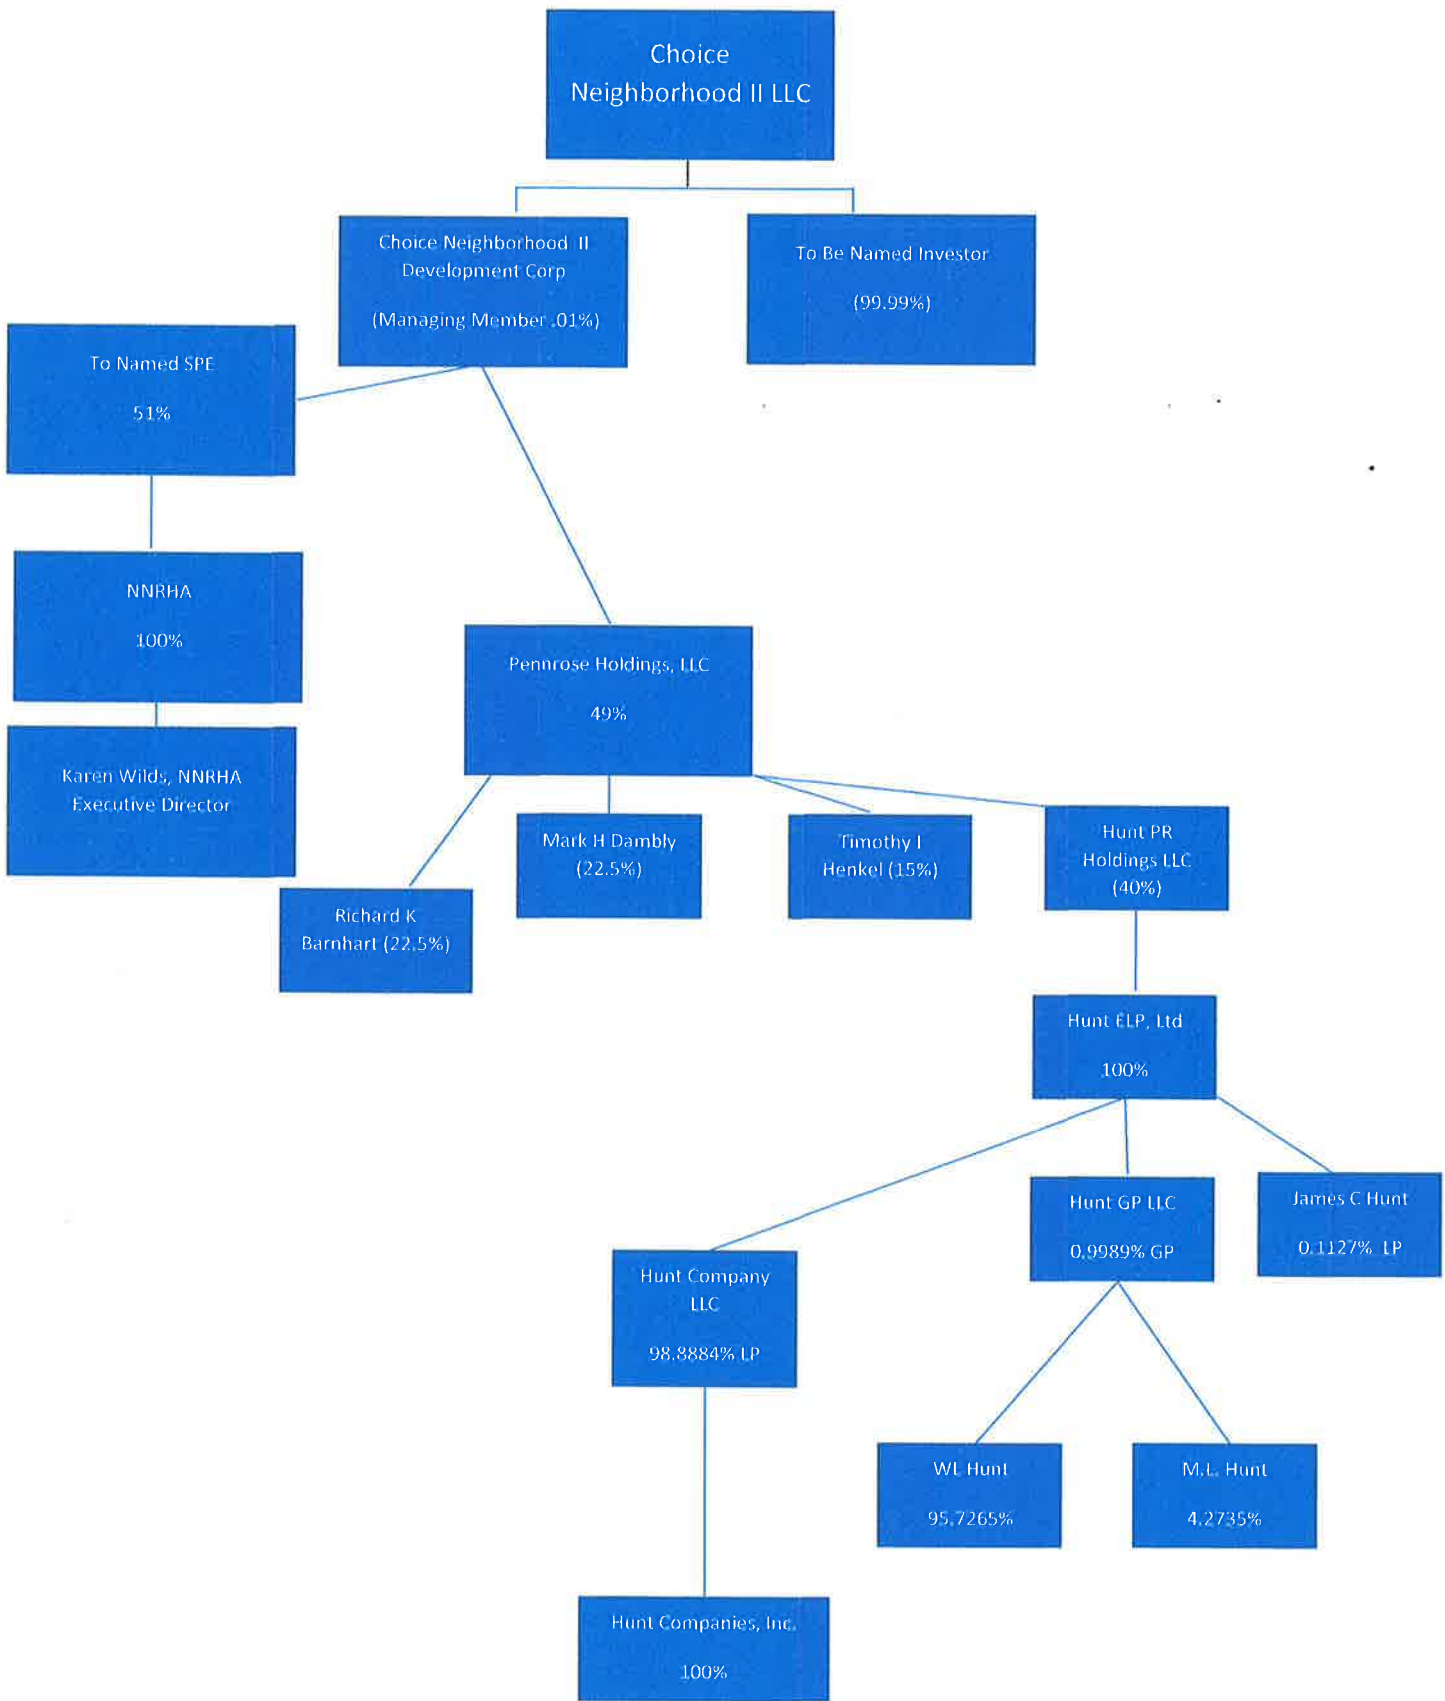 Choice
Neighborhood II LLC
Choice Neighborhood II
Development Corp
(Managing Member .01%)
To Be Named Investor
(99.99%)
To Named SPE
51%
NNRHA
100%
Karen Wilds, NNRHA
Executive Director
Pennrose Holdings, LLC
49%
Richard K
Barnhart (22.5%)
Mark H Dambly
(22.5%)
Timothy I
Henkel (15%)
Hunt PR
Holdings LLC
(40%)
Hunt ELP, Ltd
100%
Hunt Company
LLC
98.8884% LP
Hunt GP LLC
0.9989% GP
James C Hunt
0.1127% LP
WL Hunt
95.7265%
M.L. Hunt
4.2735%
Hunt Companies, Inc.
100%